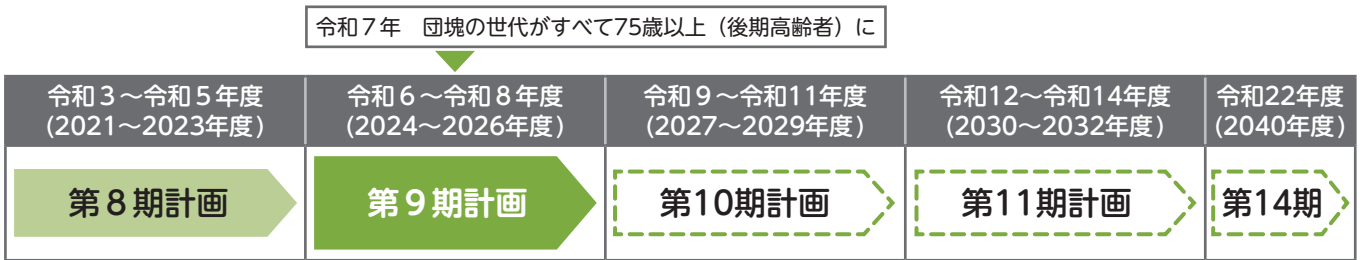 令和７年　団塊の世代がすべて75歳以上（後期高齢者）に
令和３～令和５年度
(2021～2023年度)
令和６～令和８年度
(2024～2026年度)
令和９～令和11年度
(2027～2029年度)
令和12～令和14年度
(2030～2032年度)
令和22年度
(2040年度)
第８期計画
第９期計画
第10期計画
第11期計画
第14期